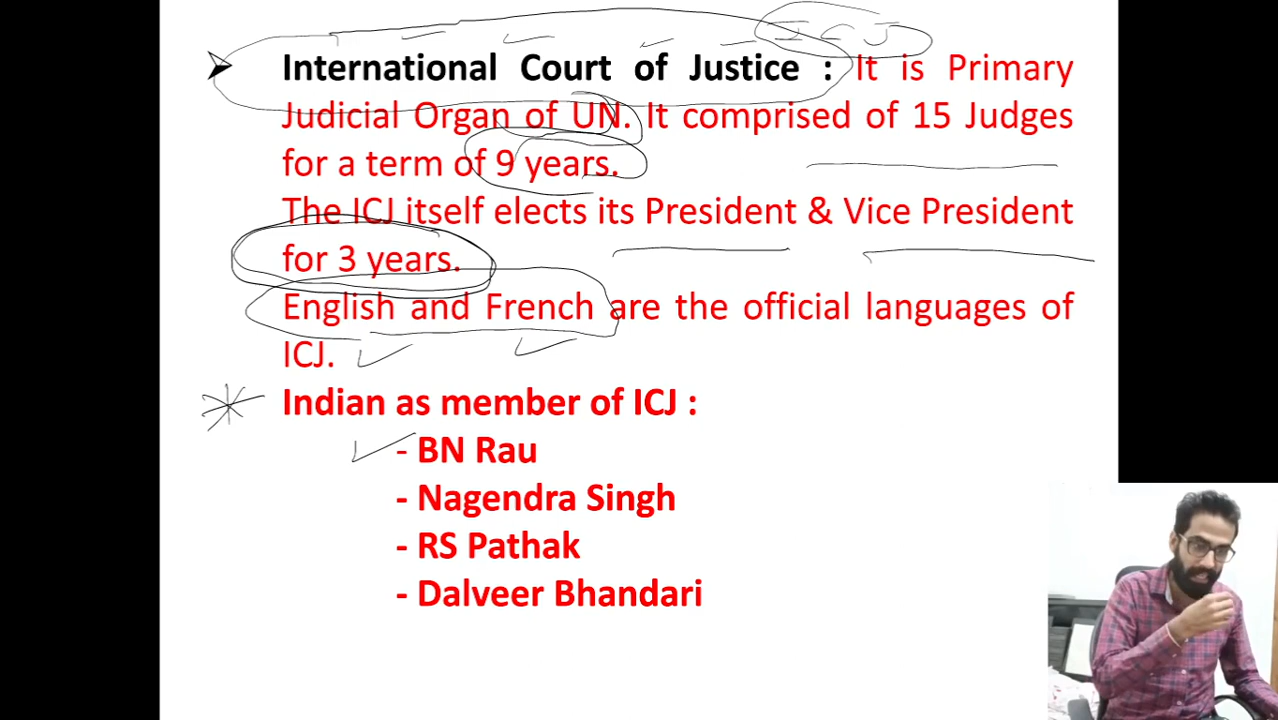 ICJ
➢ International Court of Justice : It is Primary
Judicial Organ of UN. It comprised of 15 Judges
for a term of 9 years.
The ICJ itself elects its President & Vice President
for 3 years.
English and French are the official languages of
ICJ.
Indian as member of ICJ :
- BN Rau
- Nagendra Singh
- RS Pathak
- Dalveer Bhandari